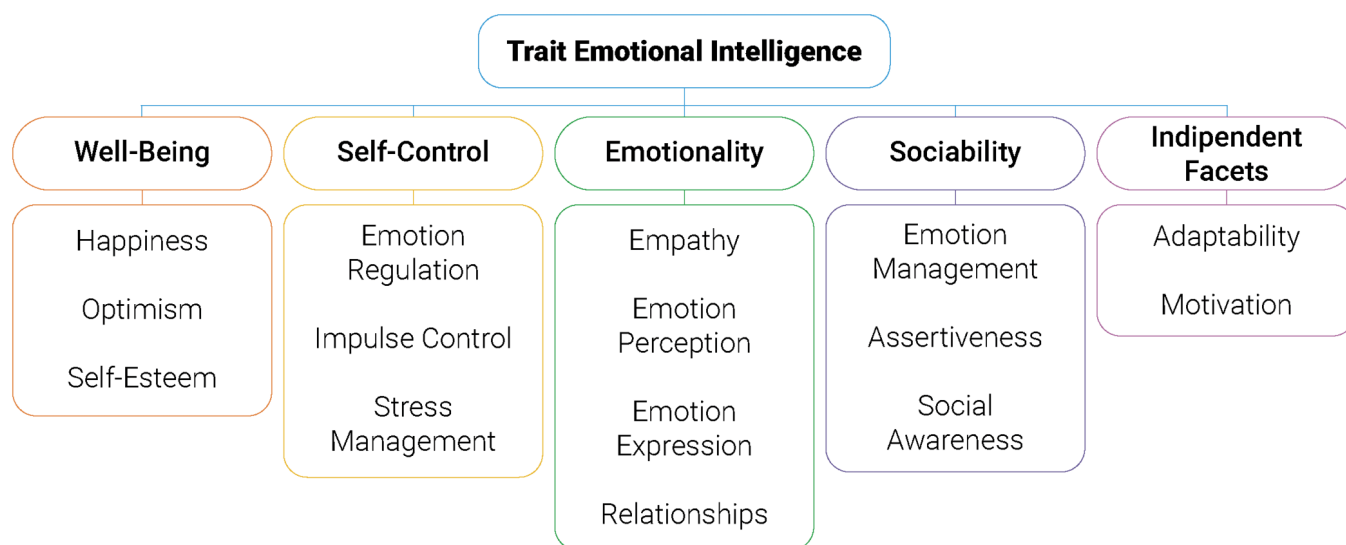 Trait Emotional Intelligence
Well-Being
Self-Control
Emotionality
Sociability
Indipendent
Facets
Happiness
Optimism
Self-Esteem
Emotion
Regulation
Impulse Control
Stress
Management
Empathy
Emotion
Perception
Emotion
Expression
Relationships
Emotion
Management
Assertiveness
Social
Awareness
Adaptability
Motivation